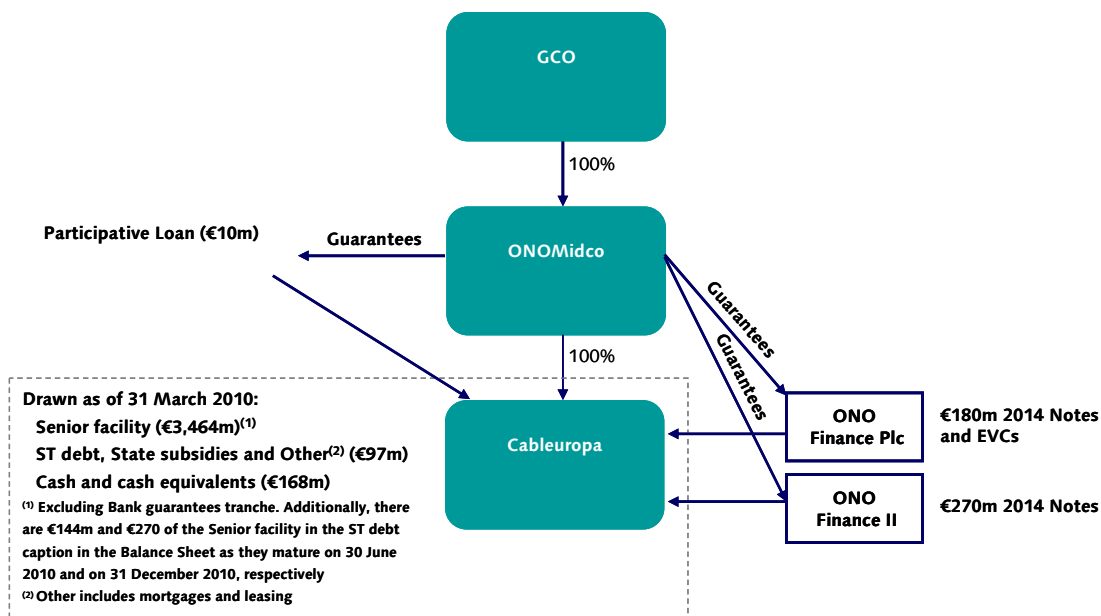 GCO
100%
Participative Loan (€10m)
Guarantees
ONOMidco
Guarantees
Guarantees
100%
Drawn as of 31 March 2010:
Senior facility (€3,464m)(1)
ST debt, State subsidies and Other(2) (€97m)
Cash and cash equivalents (€168m)
(1) Excluding Bank guarantees tranche. Additionally, there
are €144m and €270 of the Senior facility in the ST debt
caption in the Balance Sheet as they mature on 30 June
2010 and on 31 December 2010, respectively
(2) Other includes mortgages and leasing
Cableuropa
ONO
Finance Plc
€180m 2014 Notes
and EVCs
ONO
Finance II
€270m 2014 Notes